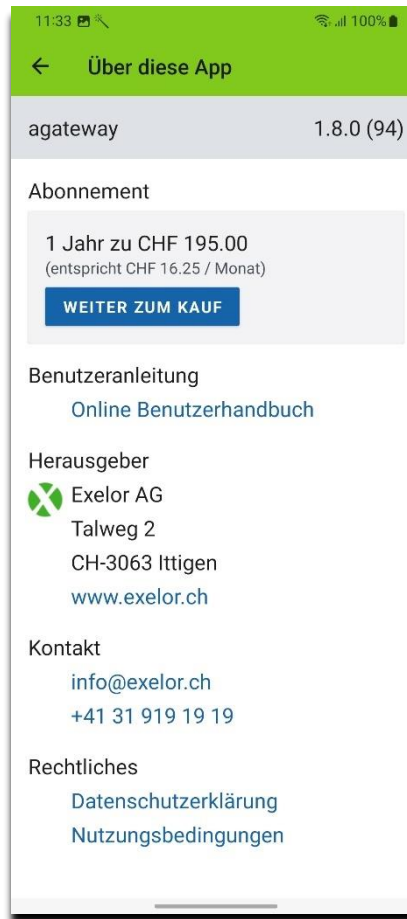 11:33 100%
Über diese App
agateway 1.8.0 (94)
Abonnement
1 Jahr zu CHF 195.00
(entspricht CHF 16.25 / Monat)
WEITER ZUM KAUF
Benutzeranleitung
Online Benutzerhandbuch
Herausgeber
Exelor AG
Talweg 2
CH-3063 Ittigen
www.exelor.ch
Kontakt
info@exelor.ch
+41 31 919 19 19
Rechtliches
Datenschutzerklärung
Nutzungsbedingungen